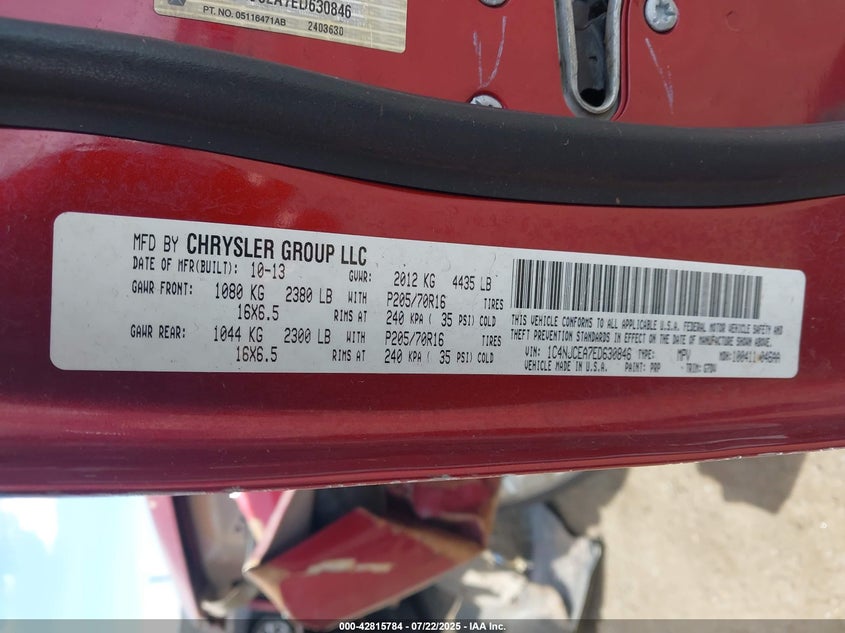 ED630846
PT. NO. 05116471AB 2403630
MFD BY CHRYSLER GROUP LLC
DATE OF MFR(BUILT): 10-13 GVWR: 2012 KG 4435 LB
GAWR FRONT: 1080 KG 2380 LB WITH P205/70R16 TIRES
16X6.5 RIMS AT 240 KPA ( 35 PSI) COLD
GAWR REAR: 1044 KG 2300 LB WITH P205/70R16 TIRES
16X6.5 RIMS AT 240 KPA ( 35 PSI) COLD
THIS VEHICLE CONFORMS TO ALL APPLICABLE U.S.A. FEDERAL MOTOR VEHICLE SAFETY AND
THEFT PREVENTION STANDARDS IN EFFECT ON THE DATE OF MANUFACTURE SHOWN ABOVE.
VIN: 1C4NJCEA7ED630846 TYPE: MPV MDH:
VEHICLE MADE IN U.S.A. PAINT: PRP TRIM:
000-42815784 - 07/22/2025 - IAA Inc.